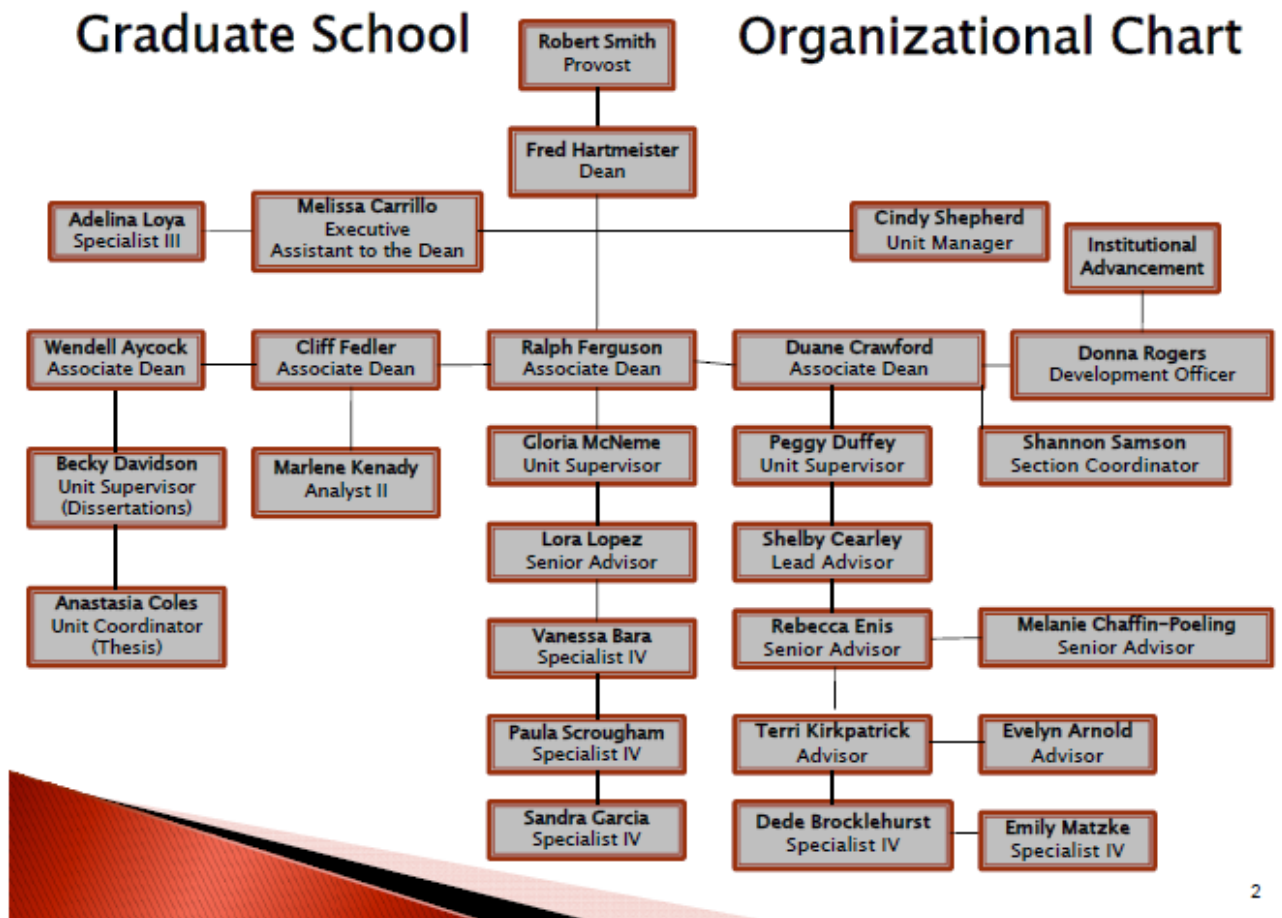 Graduate School
Organizational Chart
Robert Smith
Provost
Fred Hartmeister
Dean
Adelina Loya
Specialist III
Melissa Carrillo
Executive
Assistant to the Dean
Cindy Shepherd
Unit Manager
Institutional
Advancement
Wendell Aycock
Associate Dean
Cliff Fedler
Associate Dean
Ralph Ferguson
Associate Dean
Duane Crawford
Associate Dean
Donna Rogers
Development Officer
Becky Davidson
Unit Supervisor
(Dissertations)
Marlene Kenady
Analyst II
Gloria McNeme
Unit Supervisor
Peggy Duffey
Unit Supervisor
Shannon Samson
Section Coordinator
Lora Lopez
Senior Advisor
Shelby Cearley
Lead Advisor
Anastasia Coles
Unit Coordinator
(Thesis)
Vanessa Bara
Specialist IV
Rebecca Enis
Senior Advisor
Melanie Chaffin-Poeling
Senior Advisor
Paula Scrougham
Specialist IV
Terri Kirkpatrick
Advisor
Evelyn Arnold
Advisor
Sandra Garcia
Specialist IV
Dede Brocklehurst
Specialist IV
Emily Matzke
Specialist IV
2